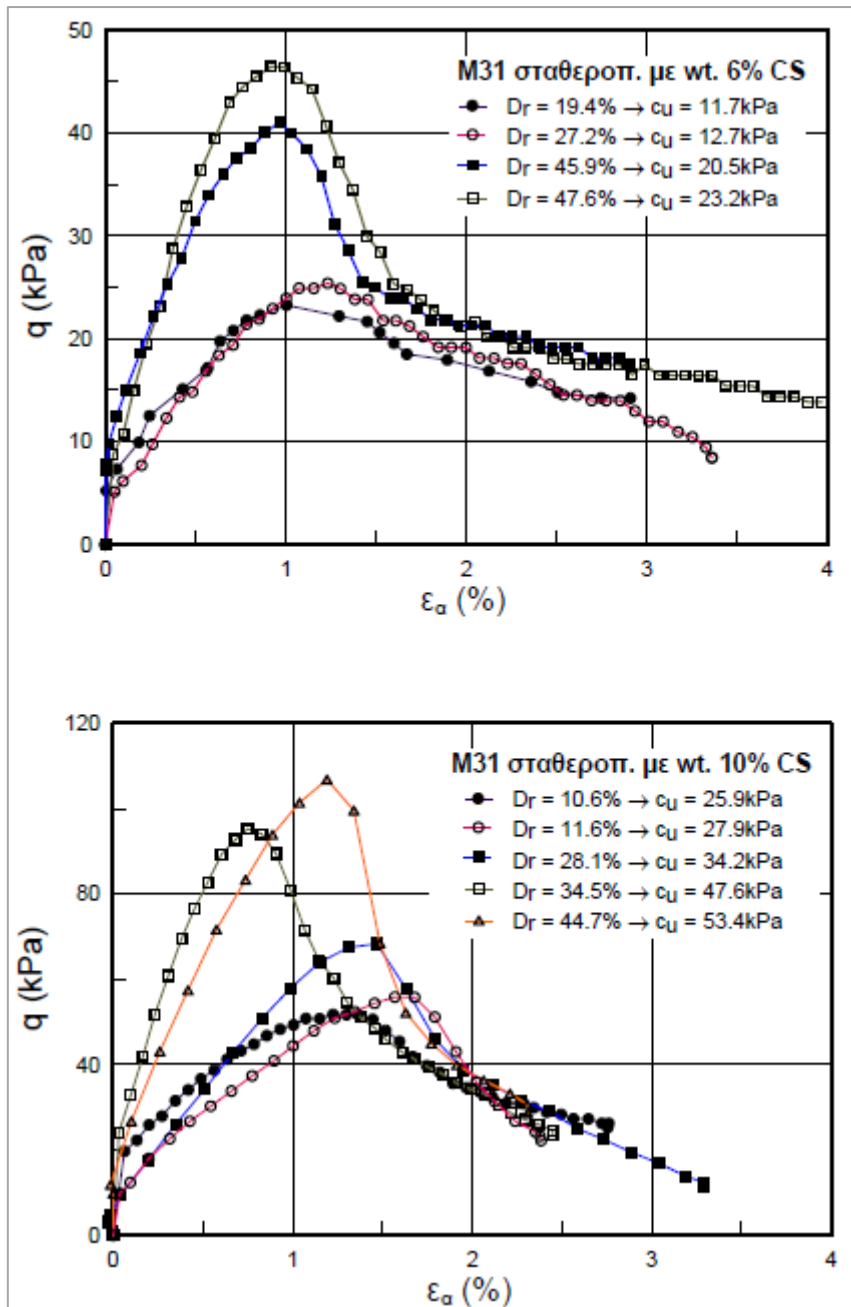 50
M31 σταθεροπ. με wt. 6% CS
Dr = 19.4% → cu = 11.7kPa
40
Dr = 27.2% → cu = 12.7kPa
Dr = 45.9% → cu = 20.5kPa
Dr = 47.6% → cu = 23.2kPa
30
q (kPa)
20
10
0
0 1 2 3 4
εα (%)
120
M31 σταθεροπ. με wt. 10% CS
Dr = 10.6% → cu = 25.9kPa
Dr = 11.6% → cu = 27.9kPa
Dr = 28.1% → cu = 34.2kPa
80
Dr = 34.5% → cu = 47.6kPa
Dr = 44.7% → cu = 53.4kPa
q (kPa)
40
0
0 1 2 3 4
εα (%)